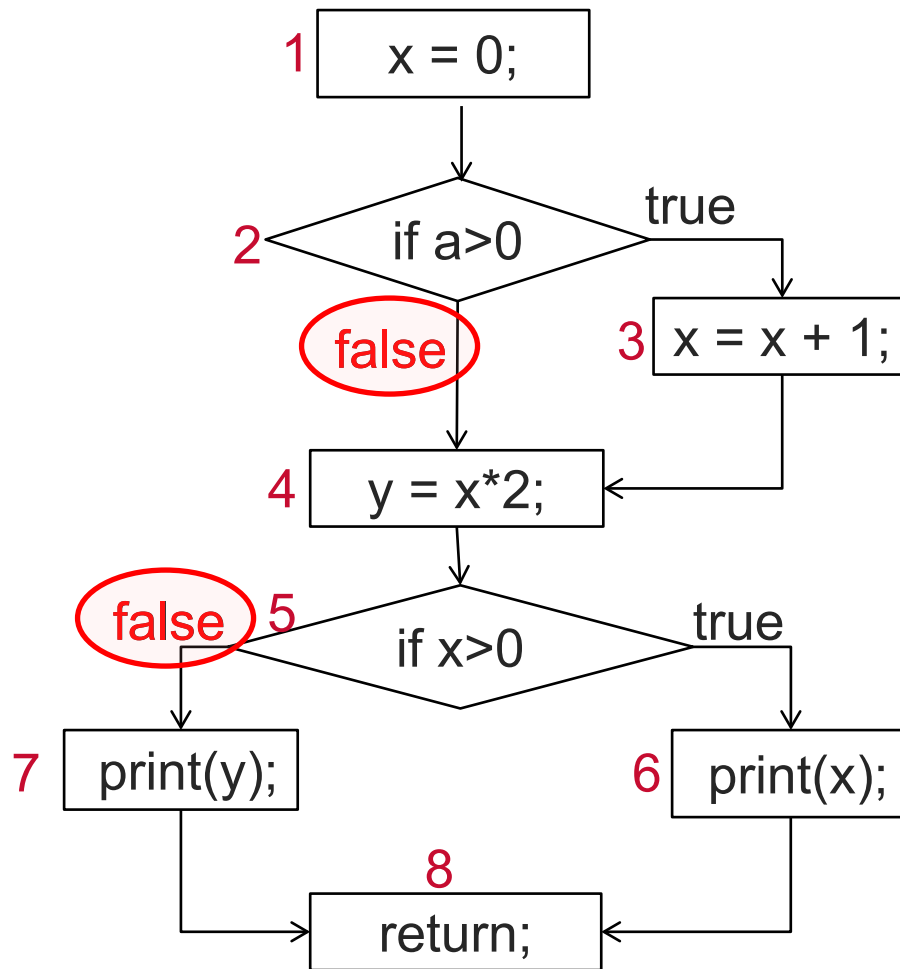 1 x = 0;
true
2 if a>0
false
3 x = x + 1;
4 y = x*2;
false 5 true
if x>0
7 print(y);
6 print(x);
8
return;